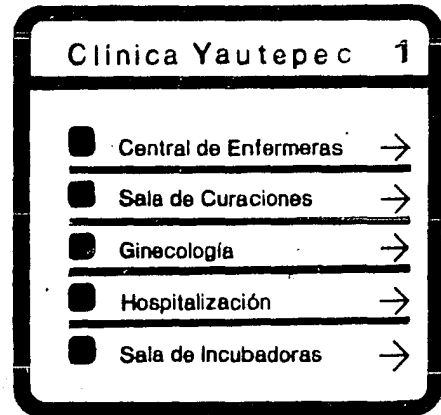 Clínica Yautepec 1
Central de Enfermeras →
Sala de Curaciones →
Ginecología →
Hospitalización →
Sala de Incubadoras →